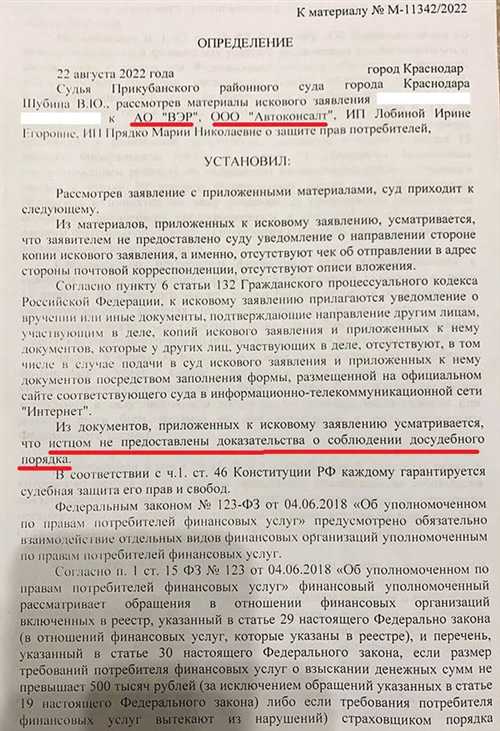 К материалу № М-11342/2022
ОПРЕДЕЛЕНИЕ
22 августа 2022 года город Краснодар
Судья Прикубанского районного суда города Краснодара
Шубина В.Ю., рассмотрев материалы искового заявления
к АО "ВЭР", ООО "Автоконсалт", ИП Лобиной Ирине
Егоровне, ИП Прядко Марии Николаевне о защите прав потребителей,
УСТАНОВИЛ:
Рассмотрев заявление с приложенными материалами, суд приходит к
следующему.
Из материалов, приложенных к исковому заявлению, усматривается,
что заявителем не предоставлено суду уведомление о направлении стороне
копии искового заявления, а именно, отсутствуют чек об отправлении в адрес
стороны почтовой корреспонденции, отсутствуют описи вложения.
Согласно пункту 6 статьи 132 Гражданского процессуального кодекса
Российской Федерации, к исковому заявлению прилагаются уведомление о
вручении или иные документы, подтверждающие направление другим лицам,
участвующим в деле, копий искового заявления и приложенных к нему
документов, которые у других лиц, участвующих в деле, отсутствуют, в том
числе в случае подачи в суд искового заявления и приложенных к нему
документов посредством заполнения формы, размещенной на официальном
сайте соответствующего суда в информационно-телекоммуникационной сети
"Интернет".
Из документов, приложенных к исковому заявлению усматривается,
что истцом не предоставлены доказательства о соблюдении досудебного
порядка.
В соответствии с ч.1. ст. 46 Конституции РФ каждому гарантируется
судебная защита его прав и свобод.
Федеральным законом № 123-ФЗ от 04.06.2018 «Об уполномоченном
по правам потребителей финансовых услуг» предусмотрено обязательно
взаимодействие отдельных видов финансовых организаций уполномоченным
по правам потребителей финансовых услуг.
Согласно п. 1 ст. 15 ФЗ № 123 от 04.06.2018 «Об уполномоченном по
правам потребителей финансовых услуг» финансовый уполномоченный
рассматривает обращения в отношении финансовых организаций
включенных в реестр, указанный в статье 29 настоящего Федерально закона
(в отношении финансовых услуг, которые указаны в реестре), и перечень,
указанный в статье 30 настоящего Федерального закона, если размер
требований потребителя финансовых услуг о взыскании денежных сумм не
превышает 500 тысяч рублей (за исключением обращений указанных в статье
19 настоящего Федерального закона) либо если требования потребителя
финансовых услуг вытекают из нарушений) страховщиком порядка